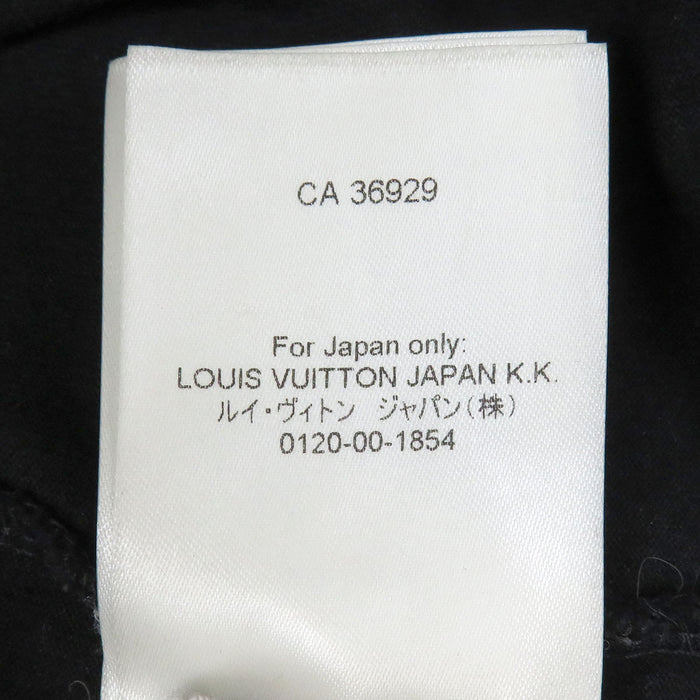 CA 36929
For Japan only:
LOUIS VUITTON JAPAN K.K.
ルイ・ヴィトン ジャパン(株)
0120-00-1854